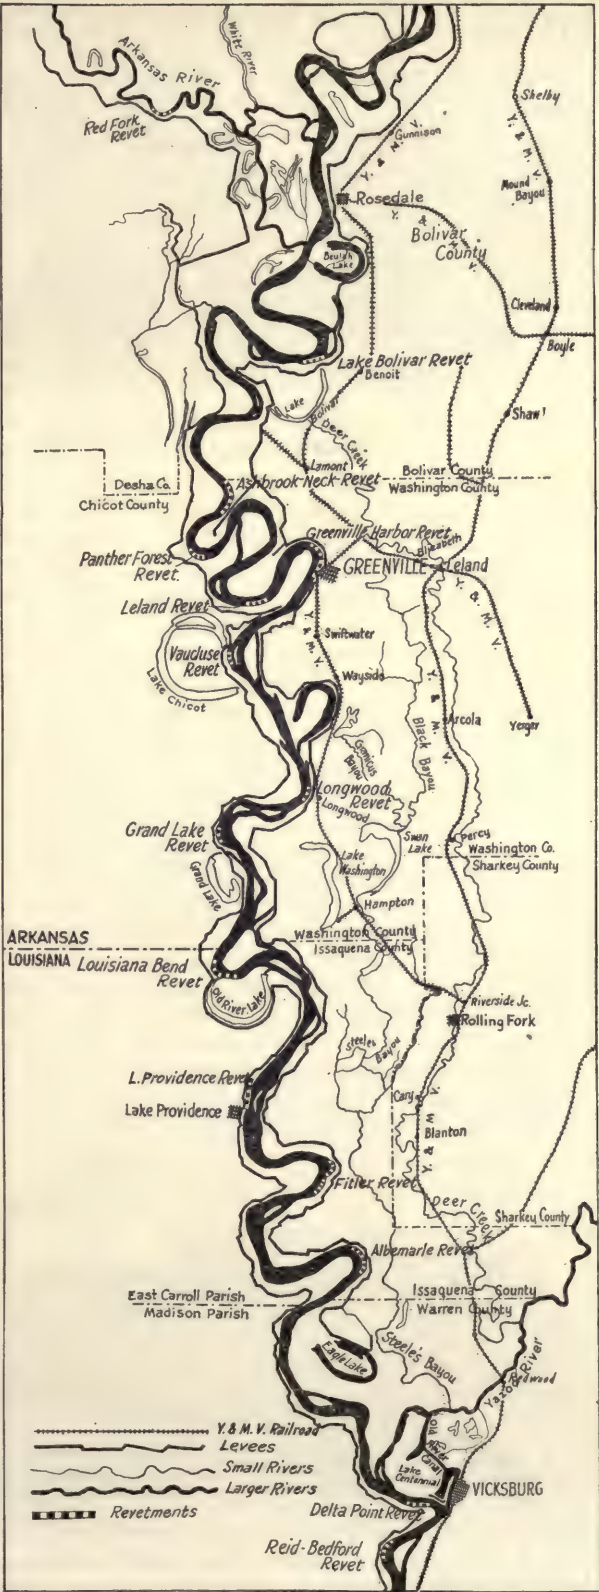 Arkansas River
White River
Red Fork
Revet
Shelby
Y. & M. V.
Gunnison
Y. & M. V.
Mound
Bayou
Rosedale
Y. & M. V.
Bolivar
County
Beulah
Lake
Cleveland
Boyle
Lake Bolivar Revet
Benoit
Lake Bolivar
Deer Creek
Shaw
Lamont
Bolivar County
Washington County
Desha Co.
Chicot County
Ashbrook-Neck-Revet
Greenville Harbor Revet
Elizabeth
Panther Forest
Revet.
GREENVILLE
Leland
Leland Revet
Y. & M. V.
Y. & M. V.
Swiftwater
Vaucluse
Revet
Lake Chicot
Wayside
Y. & M. V.
Black Bayou
Arcola
Yerger
Bayou
Longwood
Revet
Longwood
Grand Lake
Revet
Swan
Lake
Percy
Washington Co.
Sharkey County
Lake
Washington
Grand Lake
Hampton
Washington County
Issaquena County
ARKANSAS
LOUISIANA
Louisiana Bend
Revet
Old River Lake
Riverside Jc.
Rolling Fork
Steeles Bayou
L. Providence Revet
Lake Providence
Cary
Y. & M. V.
Blanton
Fitler Revet
Deer Creek
Sharkey County
Albemarle Revet
East Carroll Parish
Madison Parish
Issaquena County
Warren County
Eagle Lake
Steele's Bayou
Yazoo River
Redwood
Old River
Canal
Lake
Centennial
VICKSBURG
Y. & M. V. Railroad
Levees
Small Rivers
Larger Rivers
Revetments
Delta Point Revet
Reid-Bedford
Revet